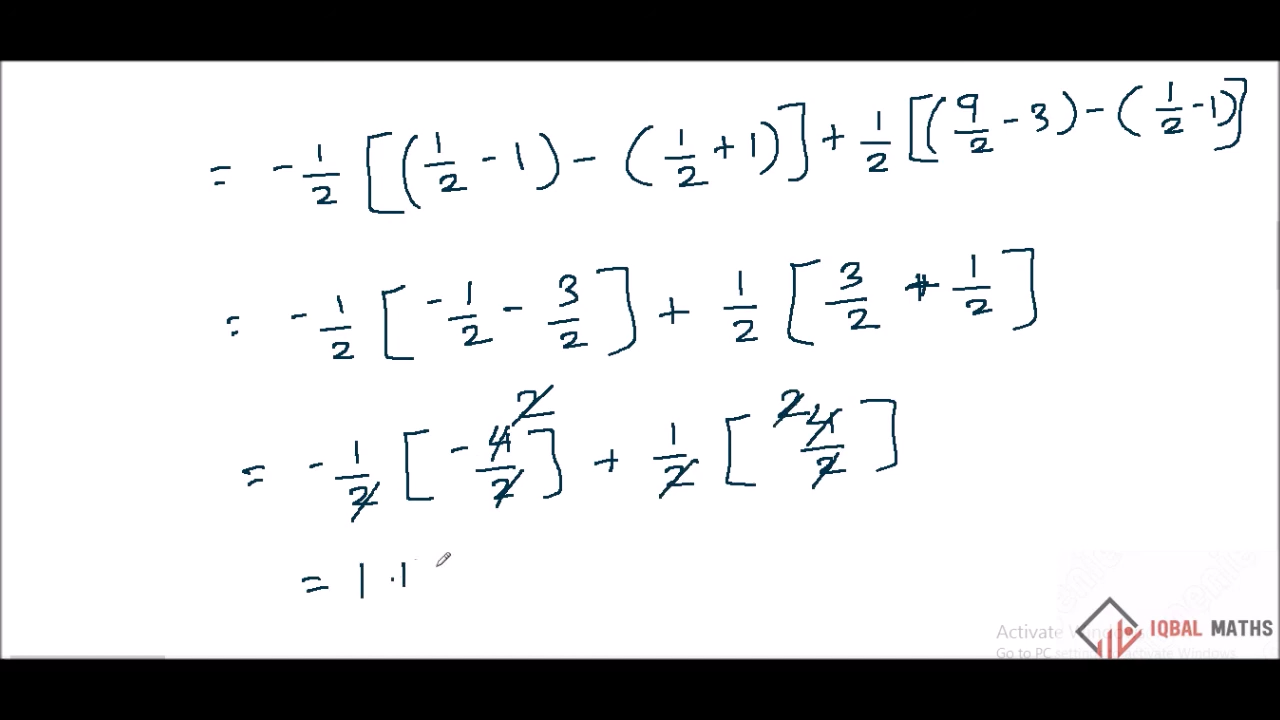 = -1/2 [(1/2 - 1) - (1/2 + 1)] + 1/2 [(9/2 - 3) - (1/2 - 1)]
= -1/2 [-1/2 - 3/2] + 1/2 [3/2 + 1/2]
= -1/2 [-4/2 2] + 1/2 [2 4/2]
= 1 . 1
Activate Windows
Go to PC settings to activate Windows.
IQBAL MATHS